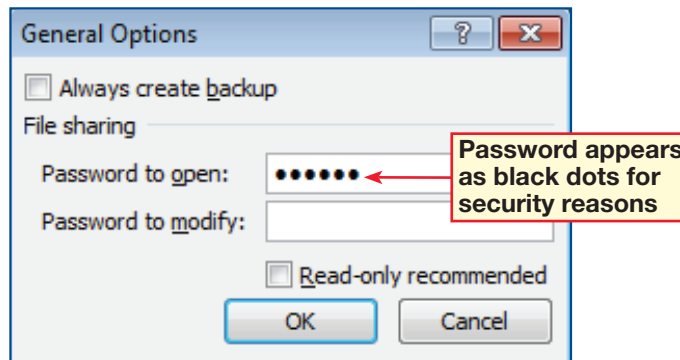 General Options
Always create backup
File sharing
Password to open: ••••••
Password appears
as black dots for
security reasons
Password to modify:
Read-only recommended
OK Cancel